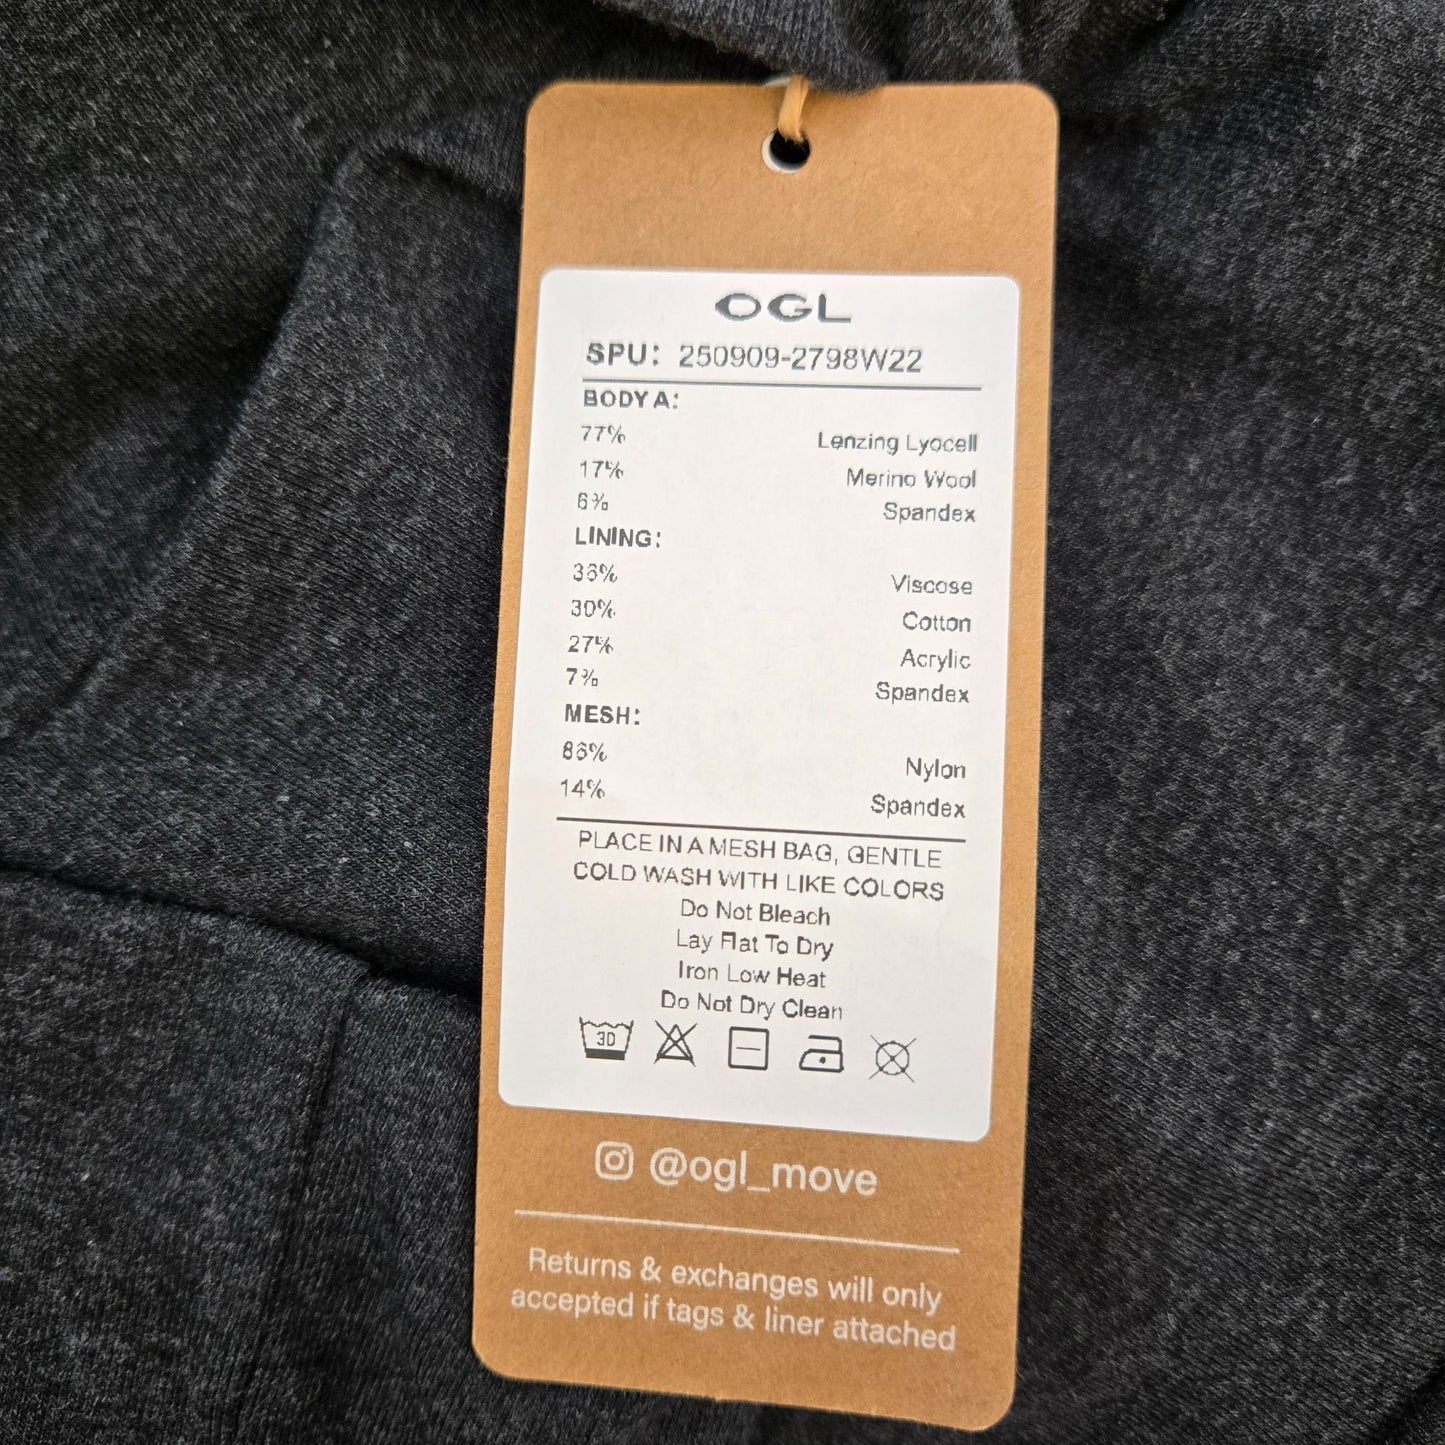 OGL
SPU: 250909-2798W22
BODY A:
77% Lenzing Lyocell
17% Merino Wool
6% Spandex
LINING:
36% Viscose
30% Cotton
27% Acrylic
7% Spandex
MESH:
86% Nylon
14% Spandex
PLACE IN A MESH BAG, GENTLE
COLD WASH WITH LIKE COLORS
Do Not Bleach
Lay Flat To Dry
Iron Low Heat
Do Not Dry Clean
30
@ogl_move
Returns & exchanges will only
accepted if tags & liner attached